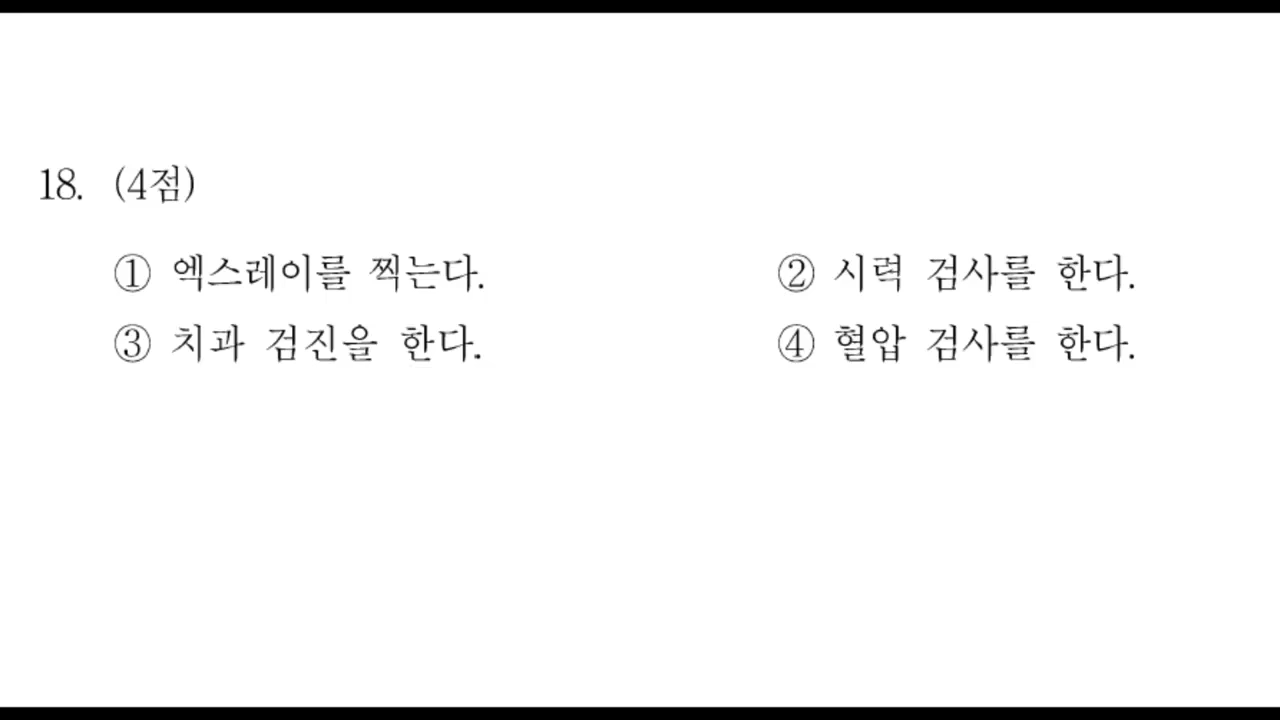 18. (4점)
① 엑스레이를 찍는다. ② 시력 검사를 한다.
③ 치과 검진을 한다. ④ 혈압 검사를 한다.